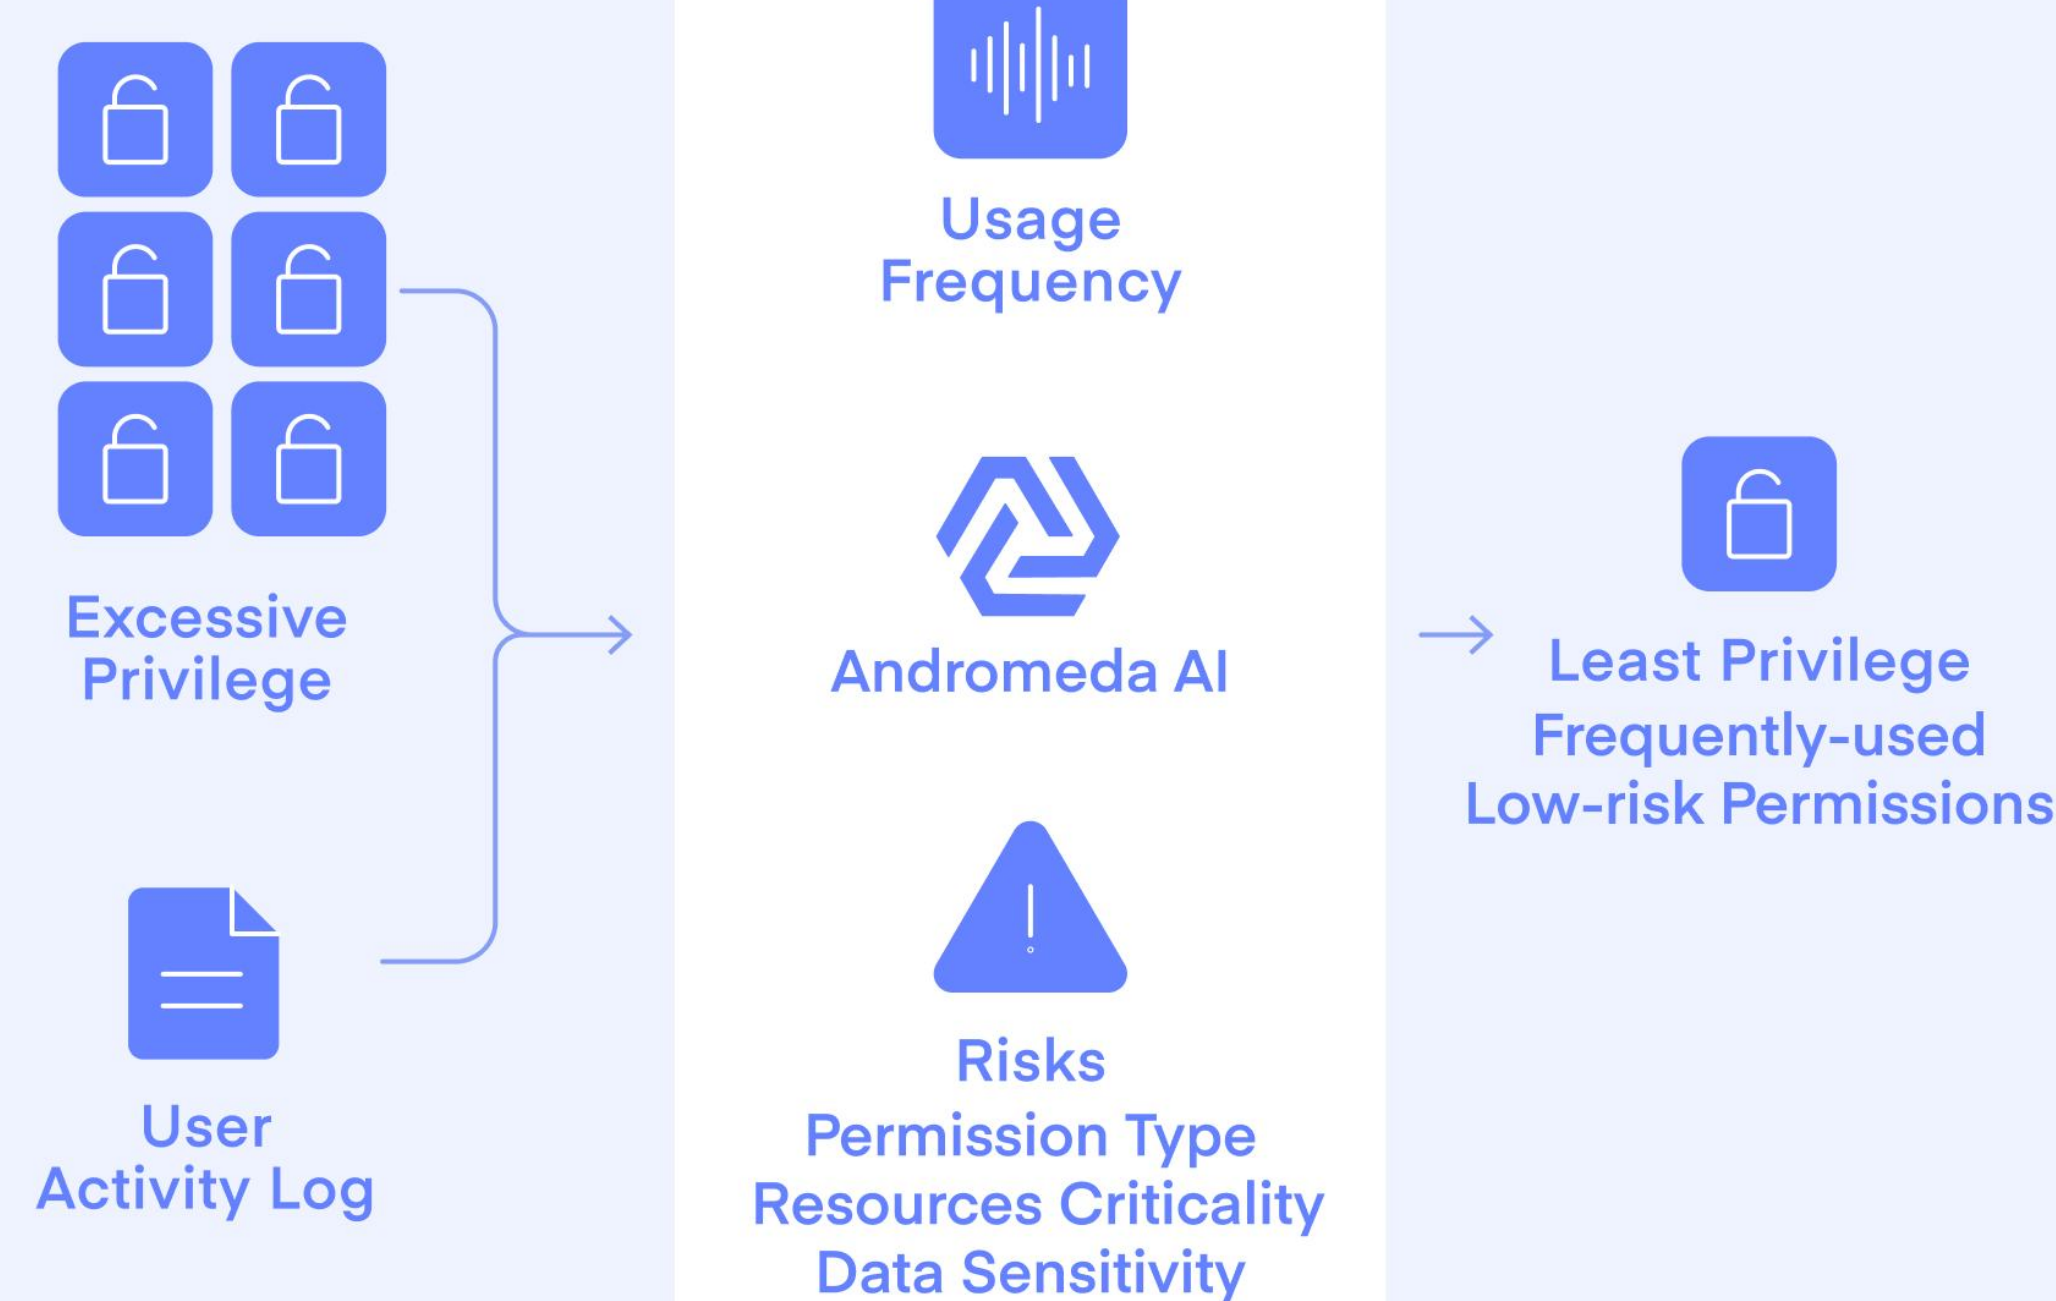 Excessive
Privilege
User
Activity Log
Usage
Frequency
Andromeda AI
Risks
Permission Type
Resources Criticality
Data Sensitivity
Least Privilege
Frequently-used
Low-risk Permissions